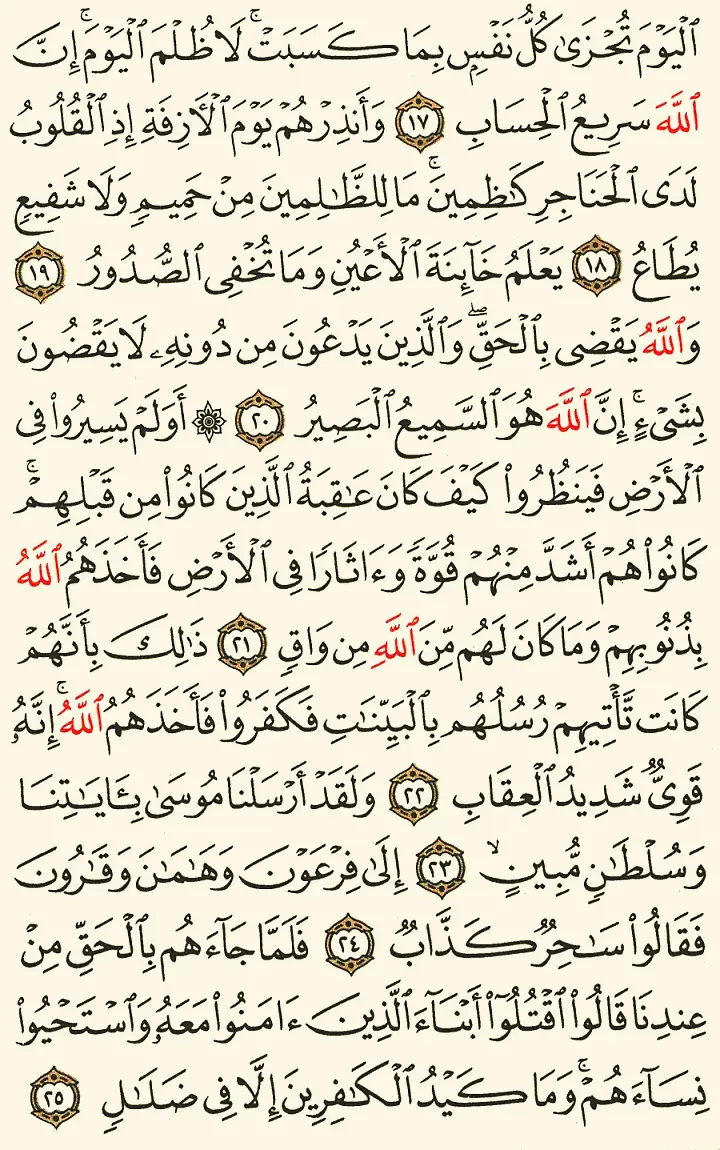 ٱلۡيَوۡمَ تُجۡزَىٰ كُلُّ نَفۡسِۭ بِمَا كَسَبَتۡۚ لَا ظُلۡمَ ٱلۡيَوۡمَۚ إِنَّ
ٱللَّهَ سَرِيعُ ٱلۡحِسَابِ ١٧ وَأَنذِرۡهُمۡ يَوۡمَ ٱلۡأٓزِفَةِ إِذِ ٱلۡقُلُوبُ
لَدَى ٱلۡحَنَاجِرِ كَٰظِمِينَۚ مَا لِلظَّٰلِمِينَ مِنۡ حَمِيمٖ وَلَا شَفِيعٖ
يُطَاعُ ١٨ يَعۡلَمُ خَآئِنَةَ ٱلۡأَعۡيُنِ وَمَا تُخۡفِي ٱلصُّدُورُ ١٩
وَٱللَّهُ يَقۡضِي بِٱلۡحَقِّۖ وَٱلَّذِينَ يَدۡعُونَ مِن دُونِهِۦ لَا يَقۡضُونَ
بِشَيۡءٍۚ إِنَّ ٱللَّهَ هُوَ ٱلسَّمِيعُ ٱلۡبَصِيرُ ٢٠ ۞ أَوَلَمۡ يَسِيرُواْ فِي
ٱلۡأَرۡضِ فَيَنظُرُواْ كَيۡفَ كَانَ عَٰقِبَةُ ٱلَّذِينَ كَانُواْ مِن قَبۡلِهِمۡۚ
كَانُواْ هُمۡ أَشَدَّ مِنۡهُمۡ قُوَّةٗ وَءَاثَارٗا فِي ٱلۡأَرۡضِ فَأَخَذَهُمُ ٱللَّهُ
بِذُنُوبِهِمۡ وَمَا كَانَ لَهُم مِّنَ ٱللَّهِ مِن وَاقٖ ٢١ ذَٰلِكَ بِأَنَّهُمۡ
كَانَت تَّأۡتِيهِمۡ رُسُلُهُم بِٱلۡبَيِّنَٰتِ فَكَفَرُواْ فَأَخَذَهُمُ ٱللَّهُۚ إِنَّهُۥ
قَوِيّٞ شَدِيدُ ٱلۡعِقَابِ ٢٢ وَلَقَدۡ أَرۡسَلۡنَا مُوسَىٰ بِـَٔايَٰتِنَا
وَسُلۡطَٰنٖ مُّبِينٍ ۙ ٢٣ إِلَىٰ فِرۡعَوۡنَ وَهَٰمَٰنَ وَقَٰرُونَ
فَقَالُواْ سَٰحِرٞ كَذَّابٞ ٢٤ فَلَمَّا جَآءَهُم بِٱلۡحَقِّ مِنۡ
عِندِنَا قَالُواْ ٱقۡتُلُوٓاْ أَبۡنَآءَ ٱلَّذِينَ ءَامَنُواْ مَعَهُۥ وَٱسۡتَحۡيُواْ
نِسَآءَهُمۡۚ وَمَا كَيۡدُ ٱلۡكَٰفِرِينَ إِلَّا فِي ضَلَٰلٖ ٢٥